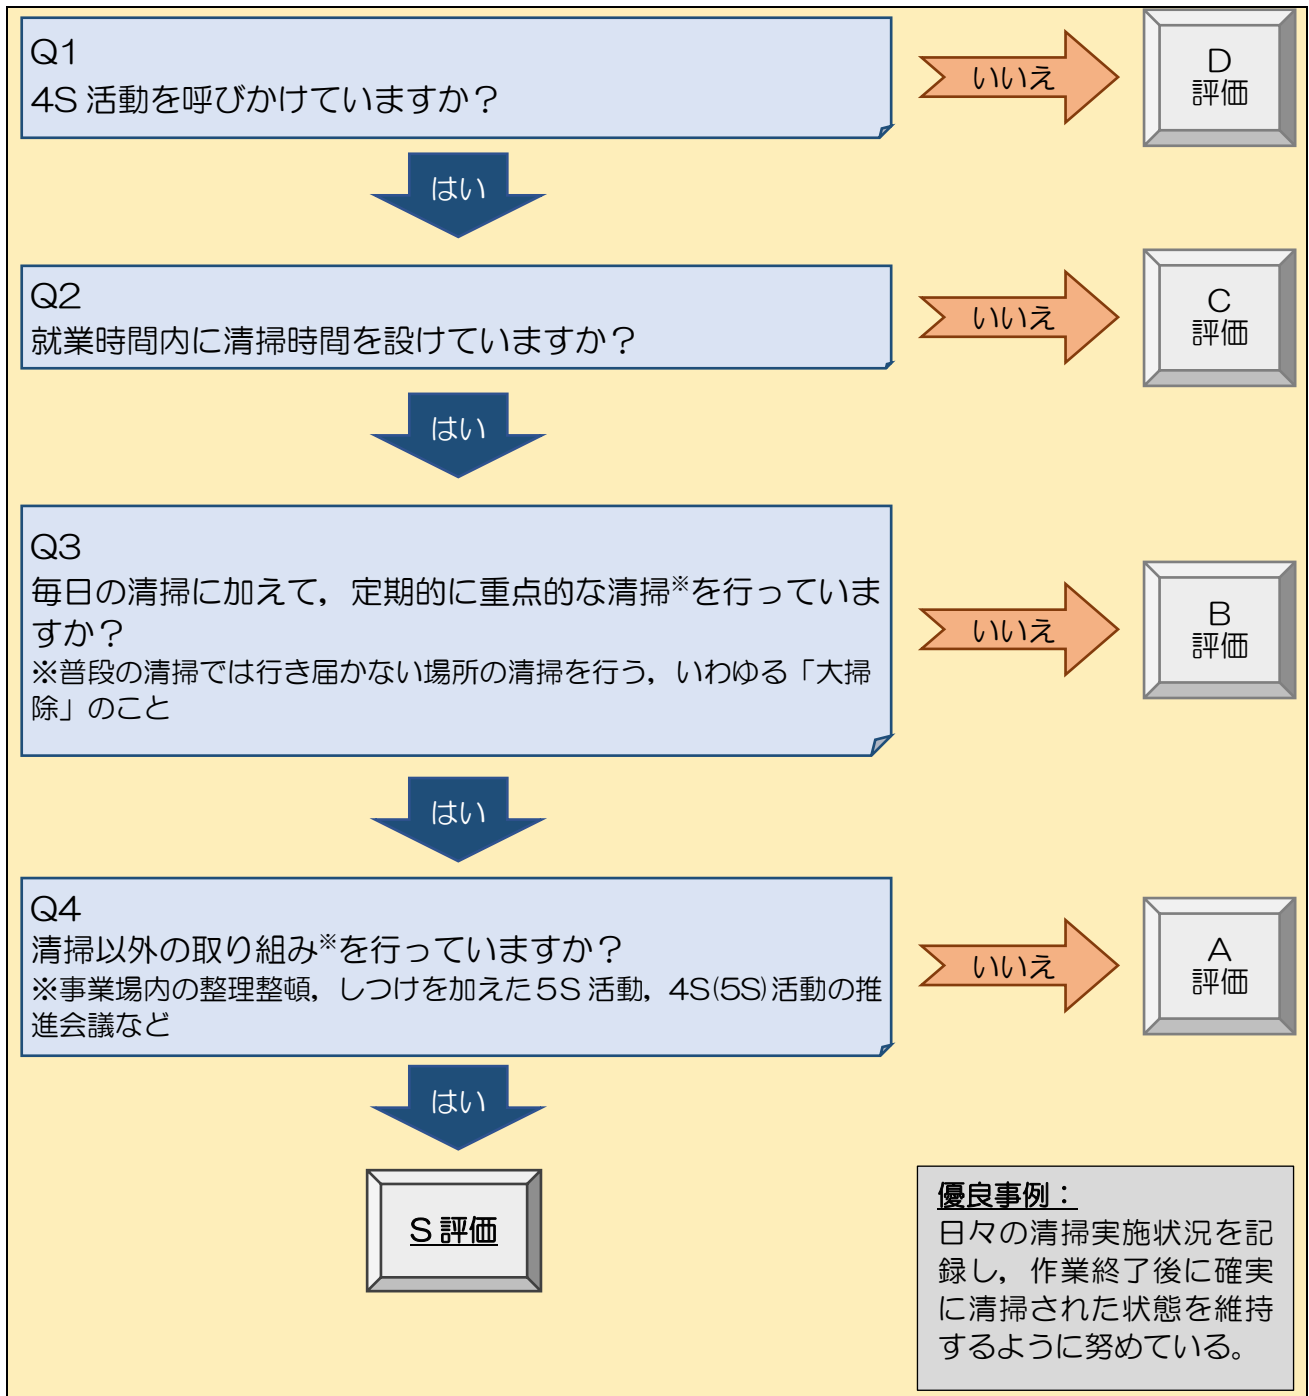 Q1
4S 活動を呼びかけていますか？
いいえ
D
評価
はい
Q2
就業時間内に清掃時間を設けていますか？
いいえ
C
評価
はい
Q3
毎日の清掃に加えて，定期的に重点的な清掃※を行っていま
すか？
※普段の清掃では行き届かない場所の清掃を行う，いわゆる「大掃
除」のこと
いいえ
B
評価
はい
Q4
清掃以外の取り組み※を行っていますか？
※事業場内の整理整頓，しつけを加えた５S 活動，4S(5S)活動の推
進会議など
いいえ
A
評価
はい
S 評価
優良事例：
日々の清掃実施状況を記
録し，作業終了後に確実
に清掃された状態を維持
するように努めている。